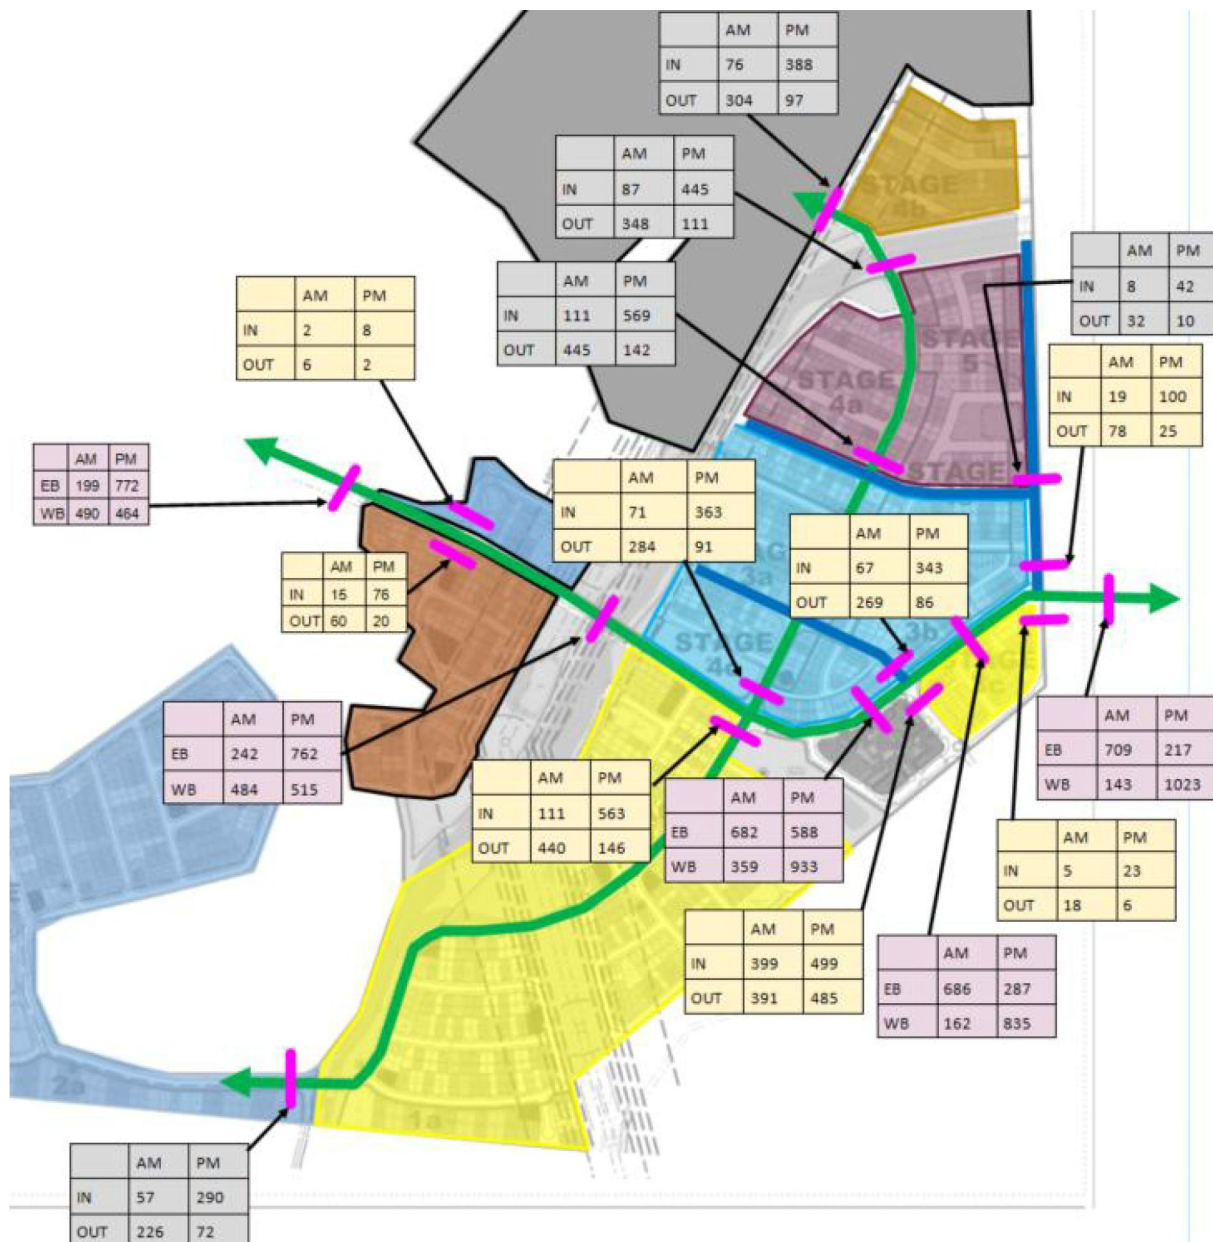 AM PM
IN 76 388
OUT 304 97
AM PM
IN 87 445
OUT 348 111
STAGE
4b
AM PM
IN 8 42
OUT 32 10
AM PM
IN 111 569
OUT 445 142
AM PM
IN 2 8
OUT 6 2
STAGE
5
STAGE
4a
AM PM
IN 19 100
OUT 78 25
AM PM
EB 199 772
WB 490 464
STAGE
AM PM
IN 71 363
OUT 284 91
AM PM
IN 67 343
OUT 269 86
3a
AM PM
IN 15 76
OUT 60 20
STAGE
3b
AM PM
EB 242 762
WB 484 515
AM PM
EB 709 217
WB 143 1023
AM PM
IN 111 563
OUT 440 146
AM PM
EB 682 588
WB 359 933
AM PM
IN 5 23
OUT 18 6
AM PM
IN 399 499
OUT 391 485
AM PM
EB 686 287
WB 162 835
2a
1a
AM PM
IN 57 290
OUT 226 72